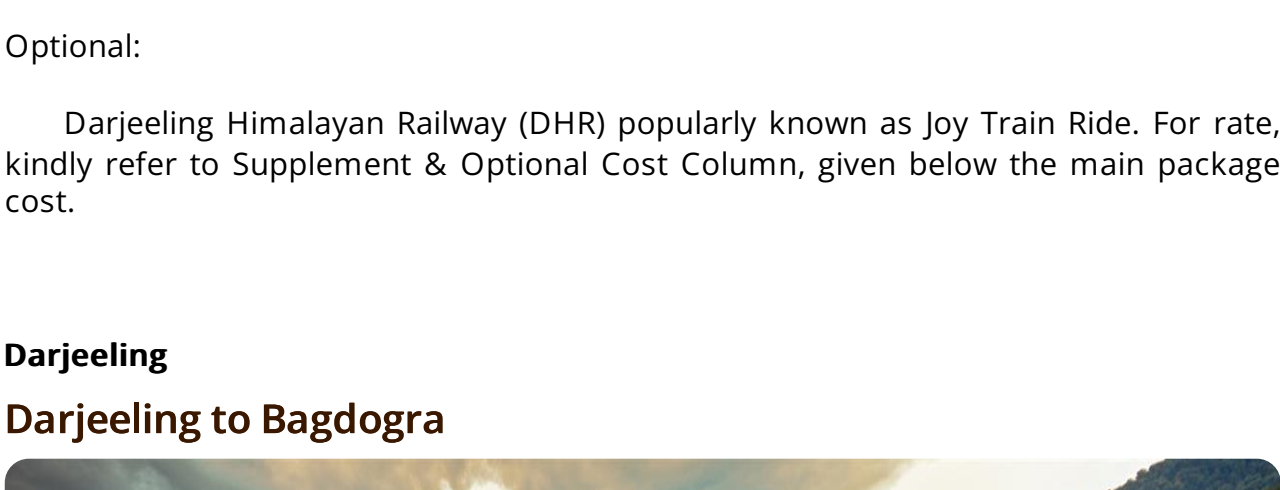 Optional:
Darjeeling Himalayan Railway (DHR) popularly known as Joy Train Ride. For rate,
kindly refer to Supplement & Optional Cost Column, given below the main package
cost.
Darjeeling
Darjeeling to Bagdogra